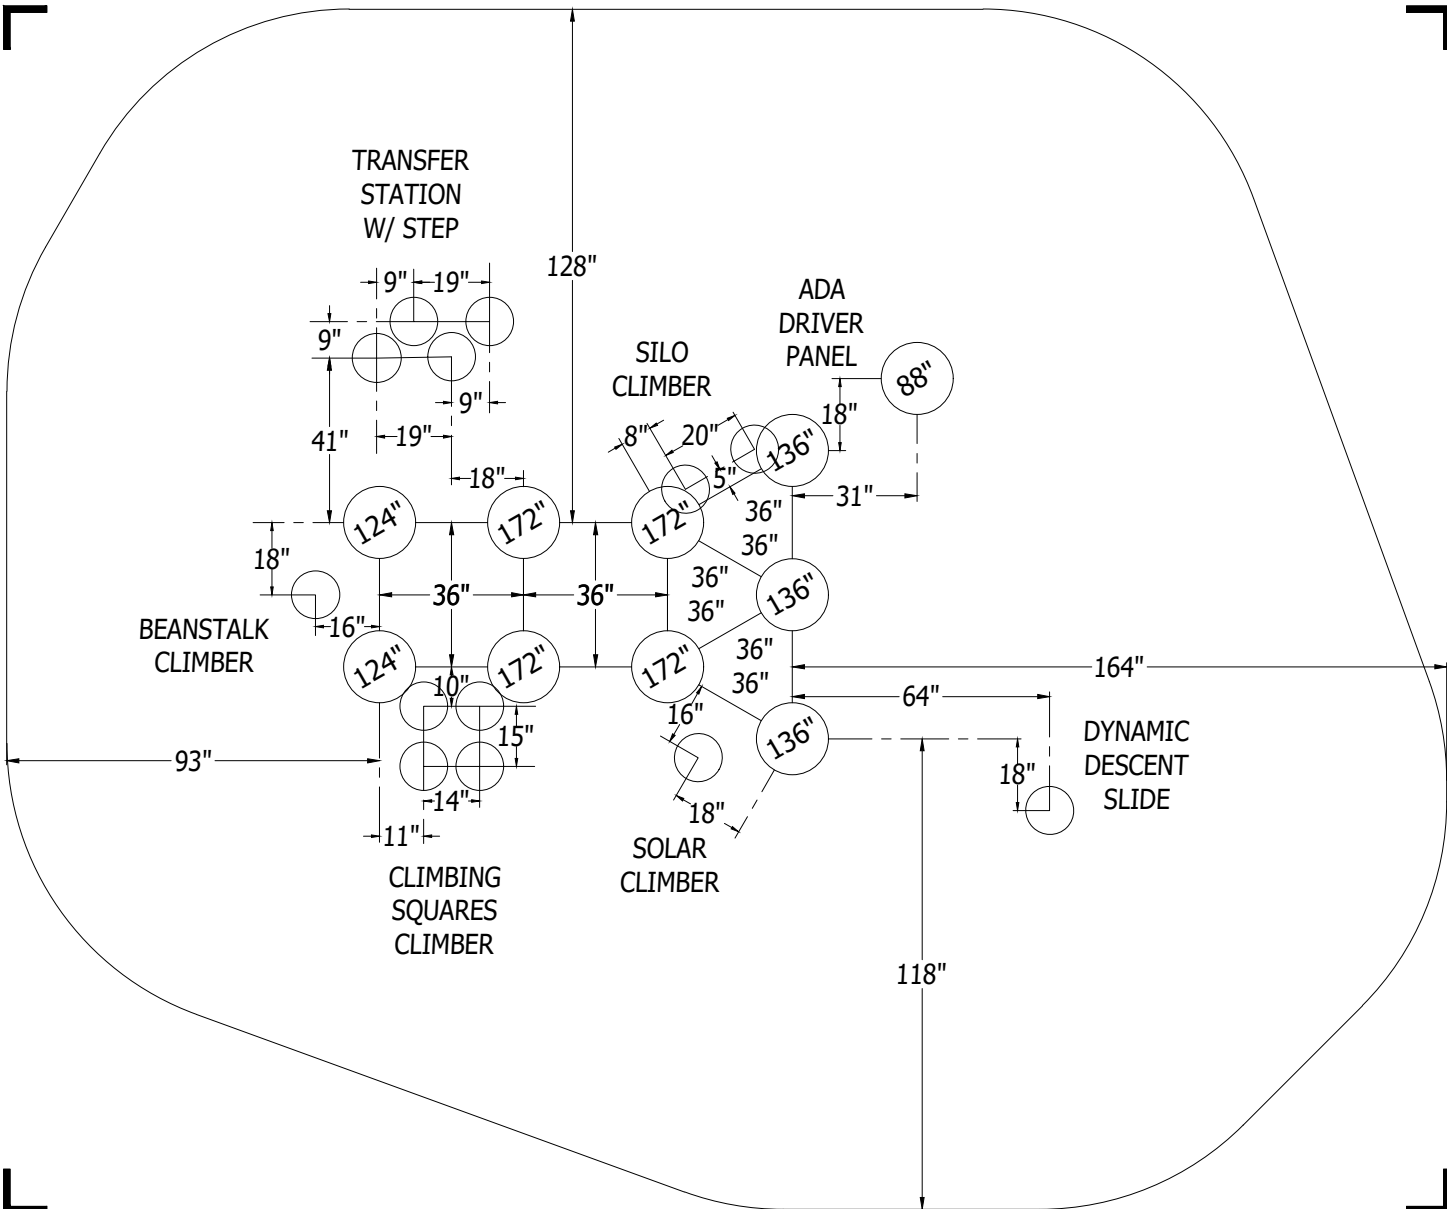 TRANSFER
STATION
W/ STEP
9"
19"
128"
9"
41"
19"
9"
18"
SILO
CLIMBER
8"
20"
5"
ADA
DRIVER
PANEL
88"
18"
31"
136"
124"
172"
172"
36"
36"
18"
16"
BEANSTALK
CLIMBER
36"
36"
36"
36"
136"
124"
172"
172"
36"
36"
10"
15"
14"
11"
93"
CLIMBING
SQUARES
CLIMBER
16"
18"
SOLAR
CLIMBER
136"
164"
64"
18"
DYNAMIC
DESCENT
SLIDE
118"